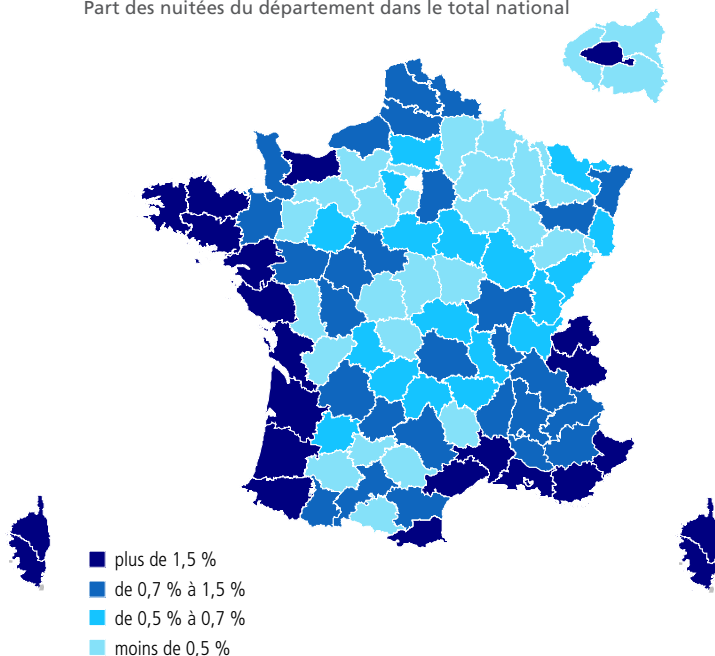 Part des nuitées du département dans le total national
plus de 1,5 %
de 0,7 % à 1,5 %
de 0,5 % à 0,7 %
moins de 0,5 %